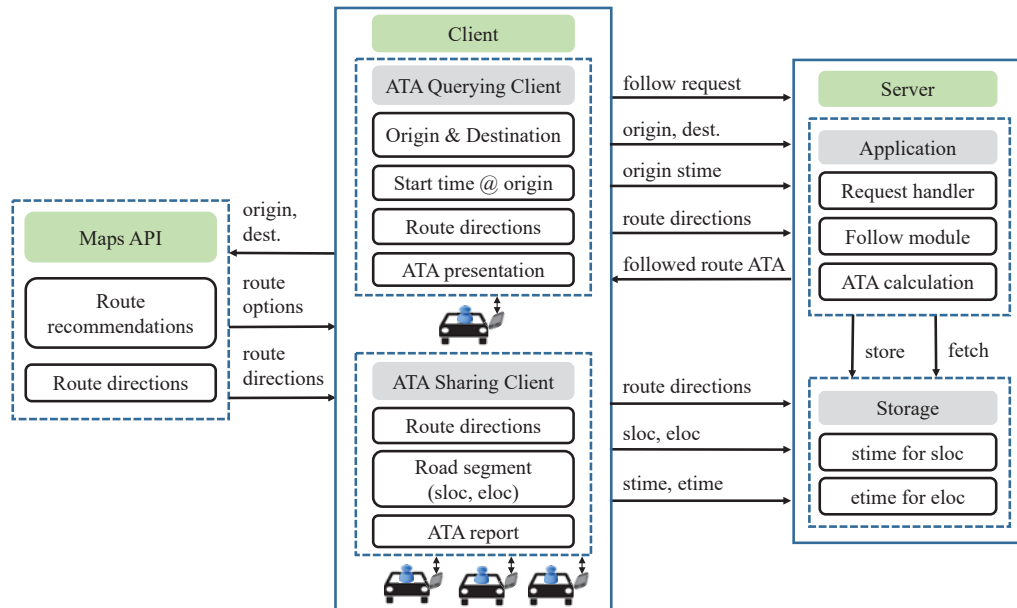 Maps API
Route
recommendations
Route directions
origin,
dest.
route
options
route
directions
Client
ATA Querying Client
Origin & Destination
Start time @ origin
Route directions
ATA presentation
ATA Sharing Client
Route directions
Road segment
(sloc, eloc)
ATA report
follow request
origin, dest.
origin stime
route directions
followed route ATA
route directions
sloc, eloc
stime, etime
Server
Application
Request handler
Follow module
ATA calculation
store
fetch
Storage
stime for sloc
etime for eloc